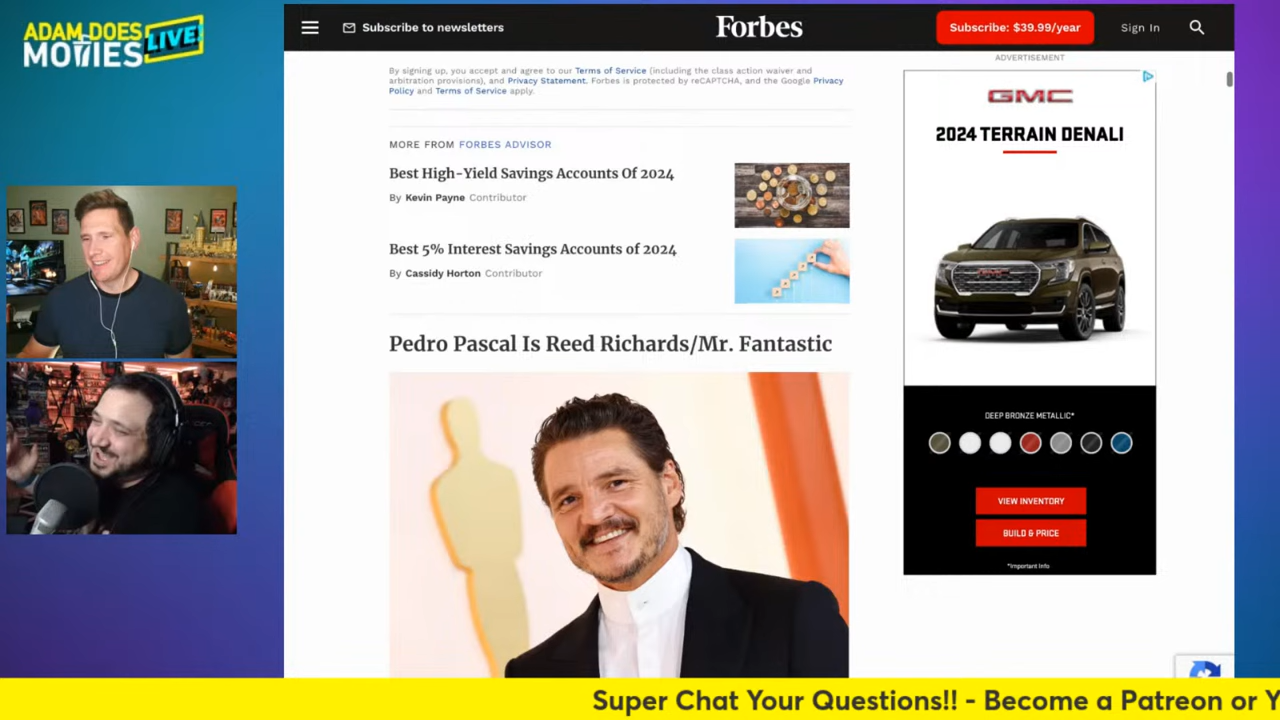 ADAM DOES
MOVIES
LIVE!
Subscribe to newsletters
Forbes
Subscribe: $39.99/year
Sign In
By signing up, you accept and agree to our Terms of Service (including the class action waiver and
arbitration provisions), and Privacy Statement. Forbes is protected by reCAPTCHA, and the Google Privacy
Policy and Terms of Service apply.
MORE FROM FORBES ADVISOR
Best High-Yield Savings Accounts Of 2024
By Kevin Payne Contributor
Best 5% Interest Savings Accounts of 2024
By Cassidy Horton Contributor
Pedro Pascal Is Reed Richards/Mr. Fantastic
ADVERTISEMENT
GMC
2024 TERRAIN DENALI
DEEP BRONZE METALLIC*
VIEW INVENTORY
BUILD & PRICE
*Important Info
Super Chat Your Questions!! - Become a Patreon or Y